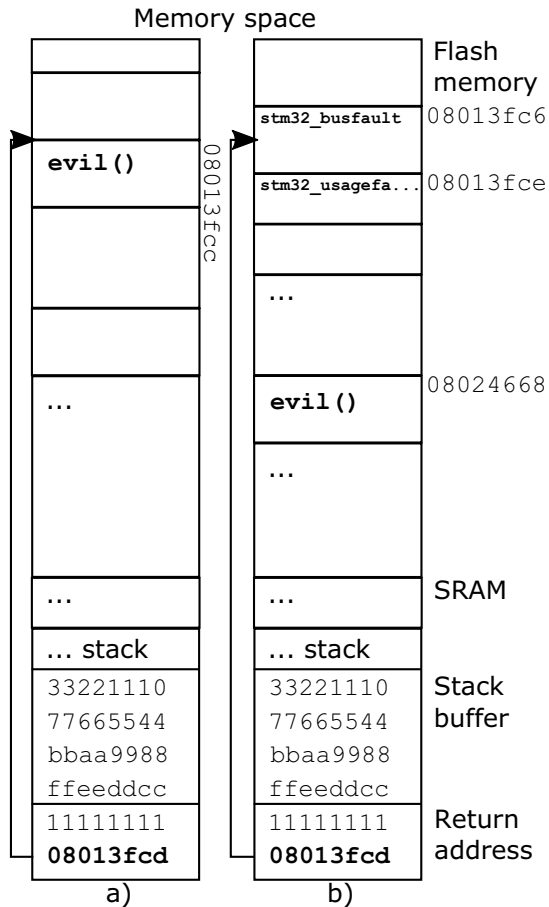 Memory space
Flash
memory
stm32_busfault
08013fc6
evil()
08013fcc
stm32_usagefa...
08013fce
...
...
evil()
08024668
...
...
...
SRAM
... stack
... stack
33221110
77665544
bbaa9988
ffeeddcc
33221110
77665544
bbaa9988
ffeeddcc
Stack
buffer
11111111
08013fcd
11111111
08013fcd
Return
address
a)
b)